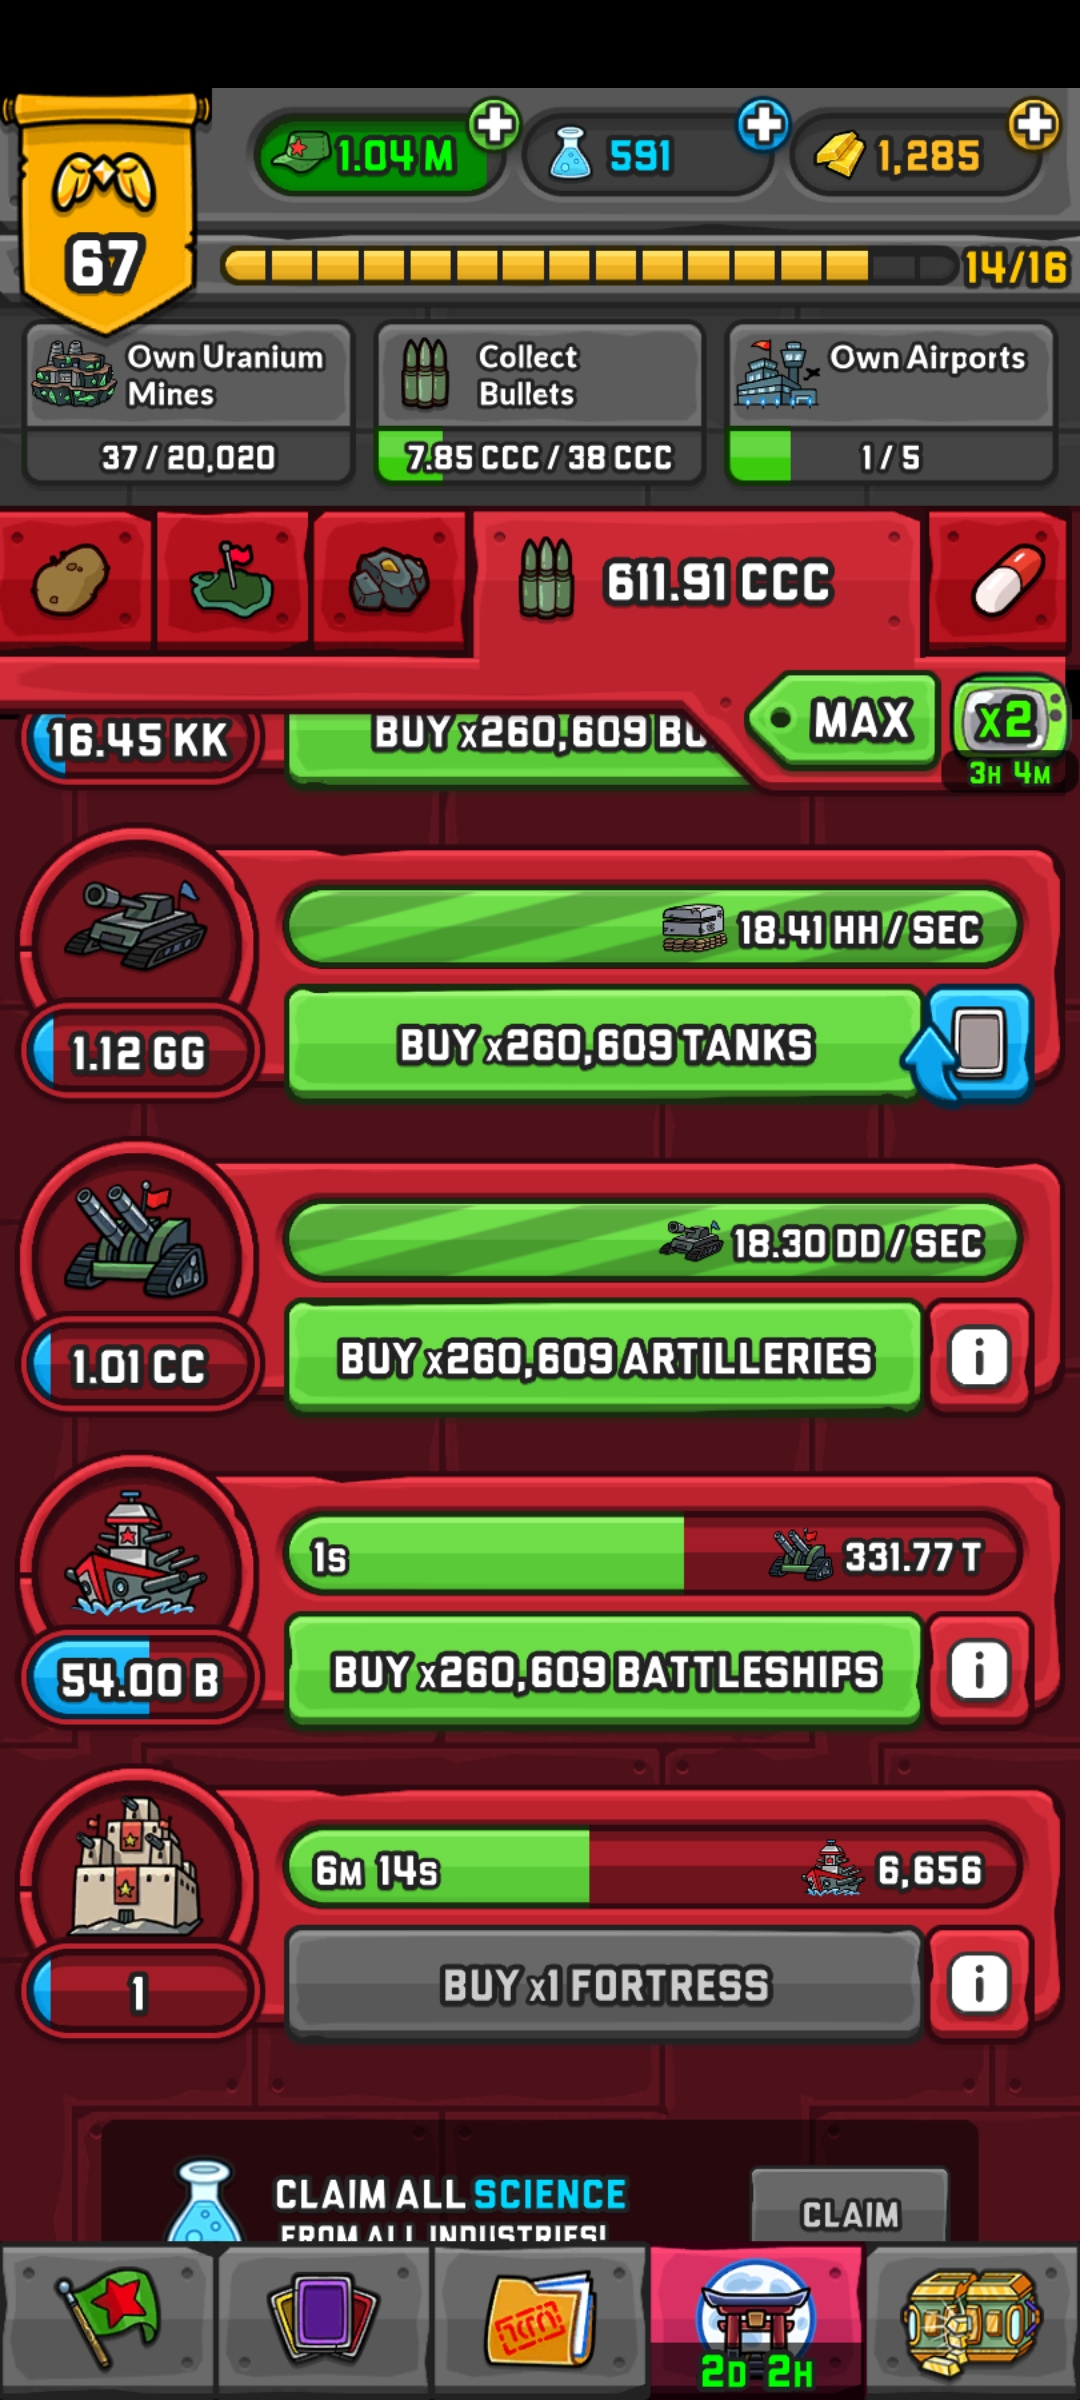 1.04 M
591
1,285
67
14/16
Own Uranium
Mines
Collect
Bullets
Own Airports
37 / 20,020
7.85 CCC / 38 CCC
1 / 5
611.91 CCC
MAX
x2
3H 4M
16.45 KK
BUY x260,609
18.41 HH / SEC
1.12 GG
BUY x260,609 TANKS
18.30 DD / SEC
1.01 CC
BUY x260,609 ARTILLERIES
i
1s
331.77 T
54.00 B
BUY x260,609 BATTLESHIPS
i
6M 14s
6,656
1
BUY x1 FORTRESS
i
CLAIM ALL SCIENCE
FROM ALL INDUSTRIES!
CLAIM
2D 2H